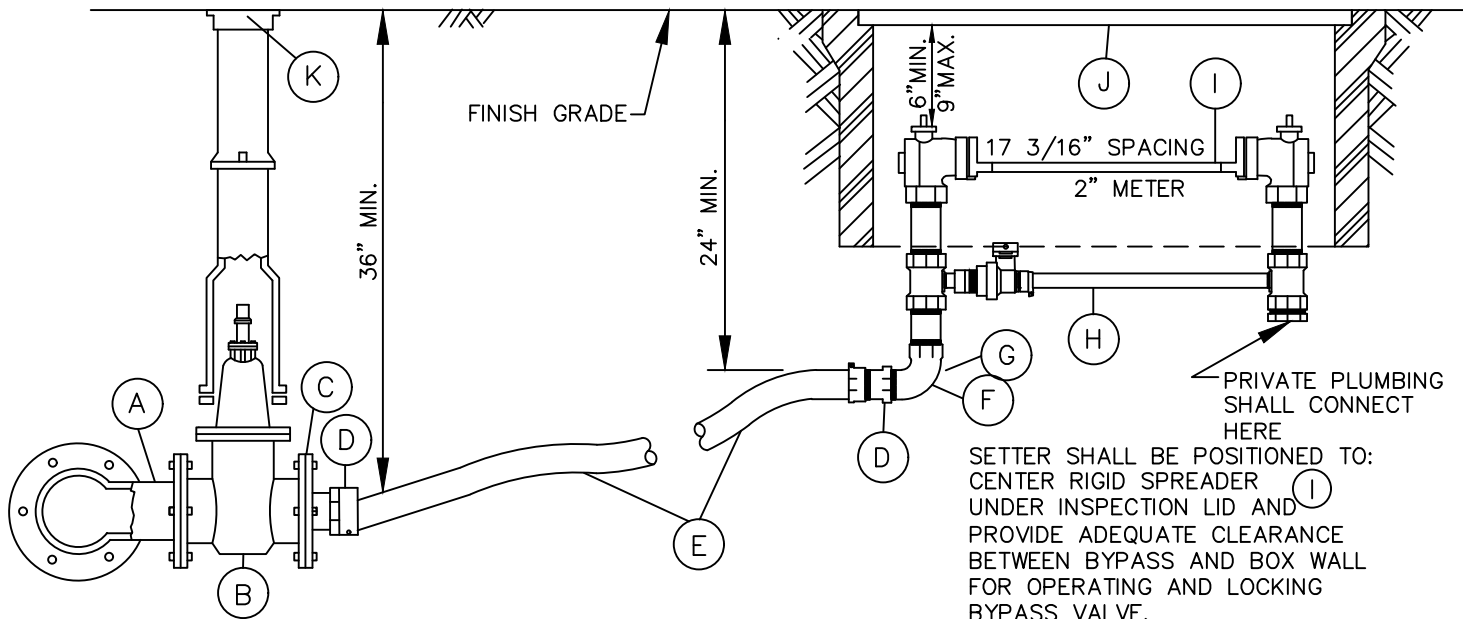 K
FINISH GRADE
36” MIN.
24” MIN.
6”MIN.
9”MAX.
J
I
17 3/16” SPACING
2” METER
H
G
F
D
A
C
D
B
E
PRIVATE PLUMBING
SHALL CONNECT
HERE
SETTER SHALL BE POSITIONED TO:
CENTER RIGID SPREADER I
UNDER INSPECTION LID AND
PROVIDE ADEQUATE CLEARANCE
BETWEEN BYPASS AND BOX WALL
FOR OPERATING AND LOCKING
BYPASS VALVE.